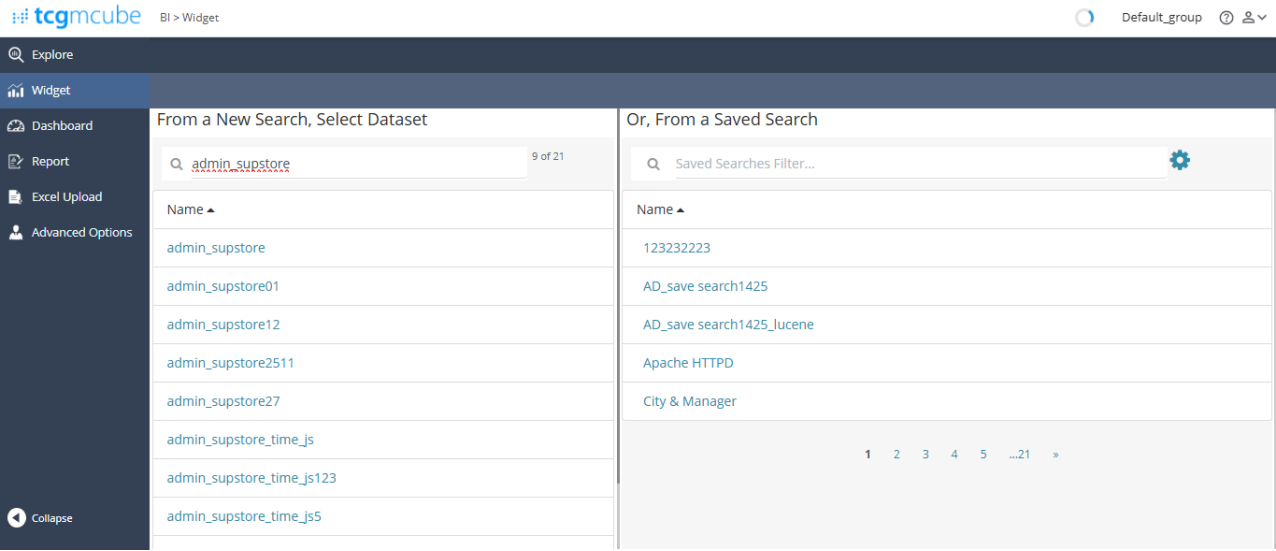 tcgmcube
BI > Widget
Default_group
Explore
Widget
Dashboard
Report
Excel Upload
Advanced Options
Collapse
From a New Search, Select Dataset
admin_supstore
9 of 21
Name
admin_supstore
admin_supstore01
admin_supstore12
admin_supstore2511
admin_supstore27
admin_supstore_time_js
admin_supstore_time_js123
admin_supstore_time_js5
Or, From a Saved Search
Saved Searches Filter...
Name
123232223
AD_save search1425
AD_save search1425_lucene
Apache HTTPD
City & Manager
1 2 3 4 5 ...21 »